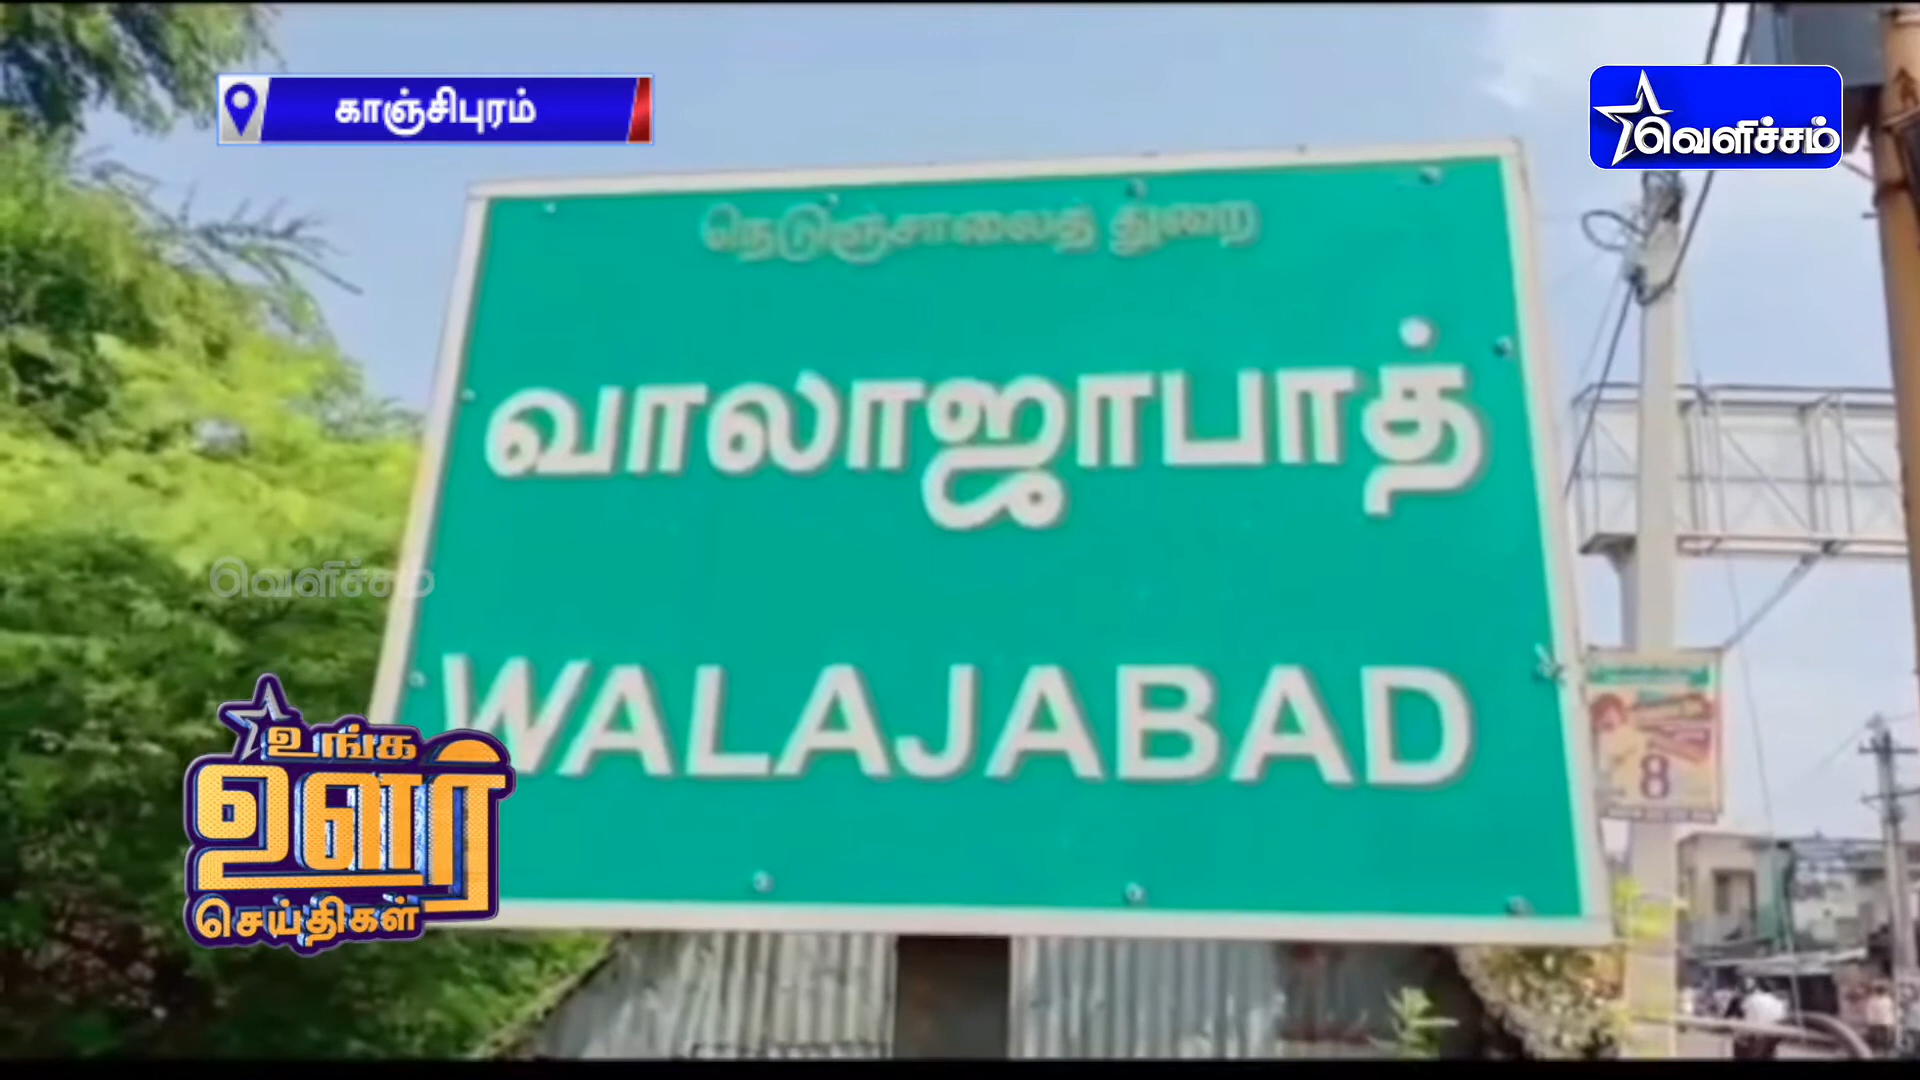 காஞ்சிபுரம்
வெளிச்சம்
நெடுஞ்சாலைத் துறை
வாலாஜாபாத்
வெளிச்சம்
WALAJABAD
உங்க
ஊர்
செய்திகள்
8